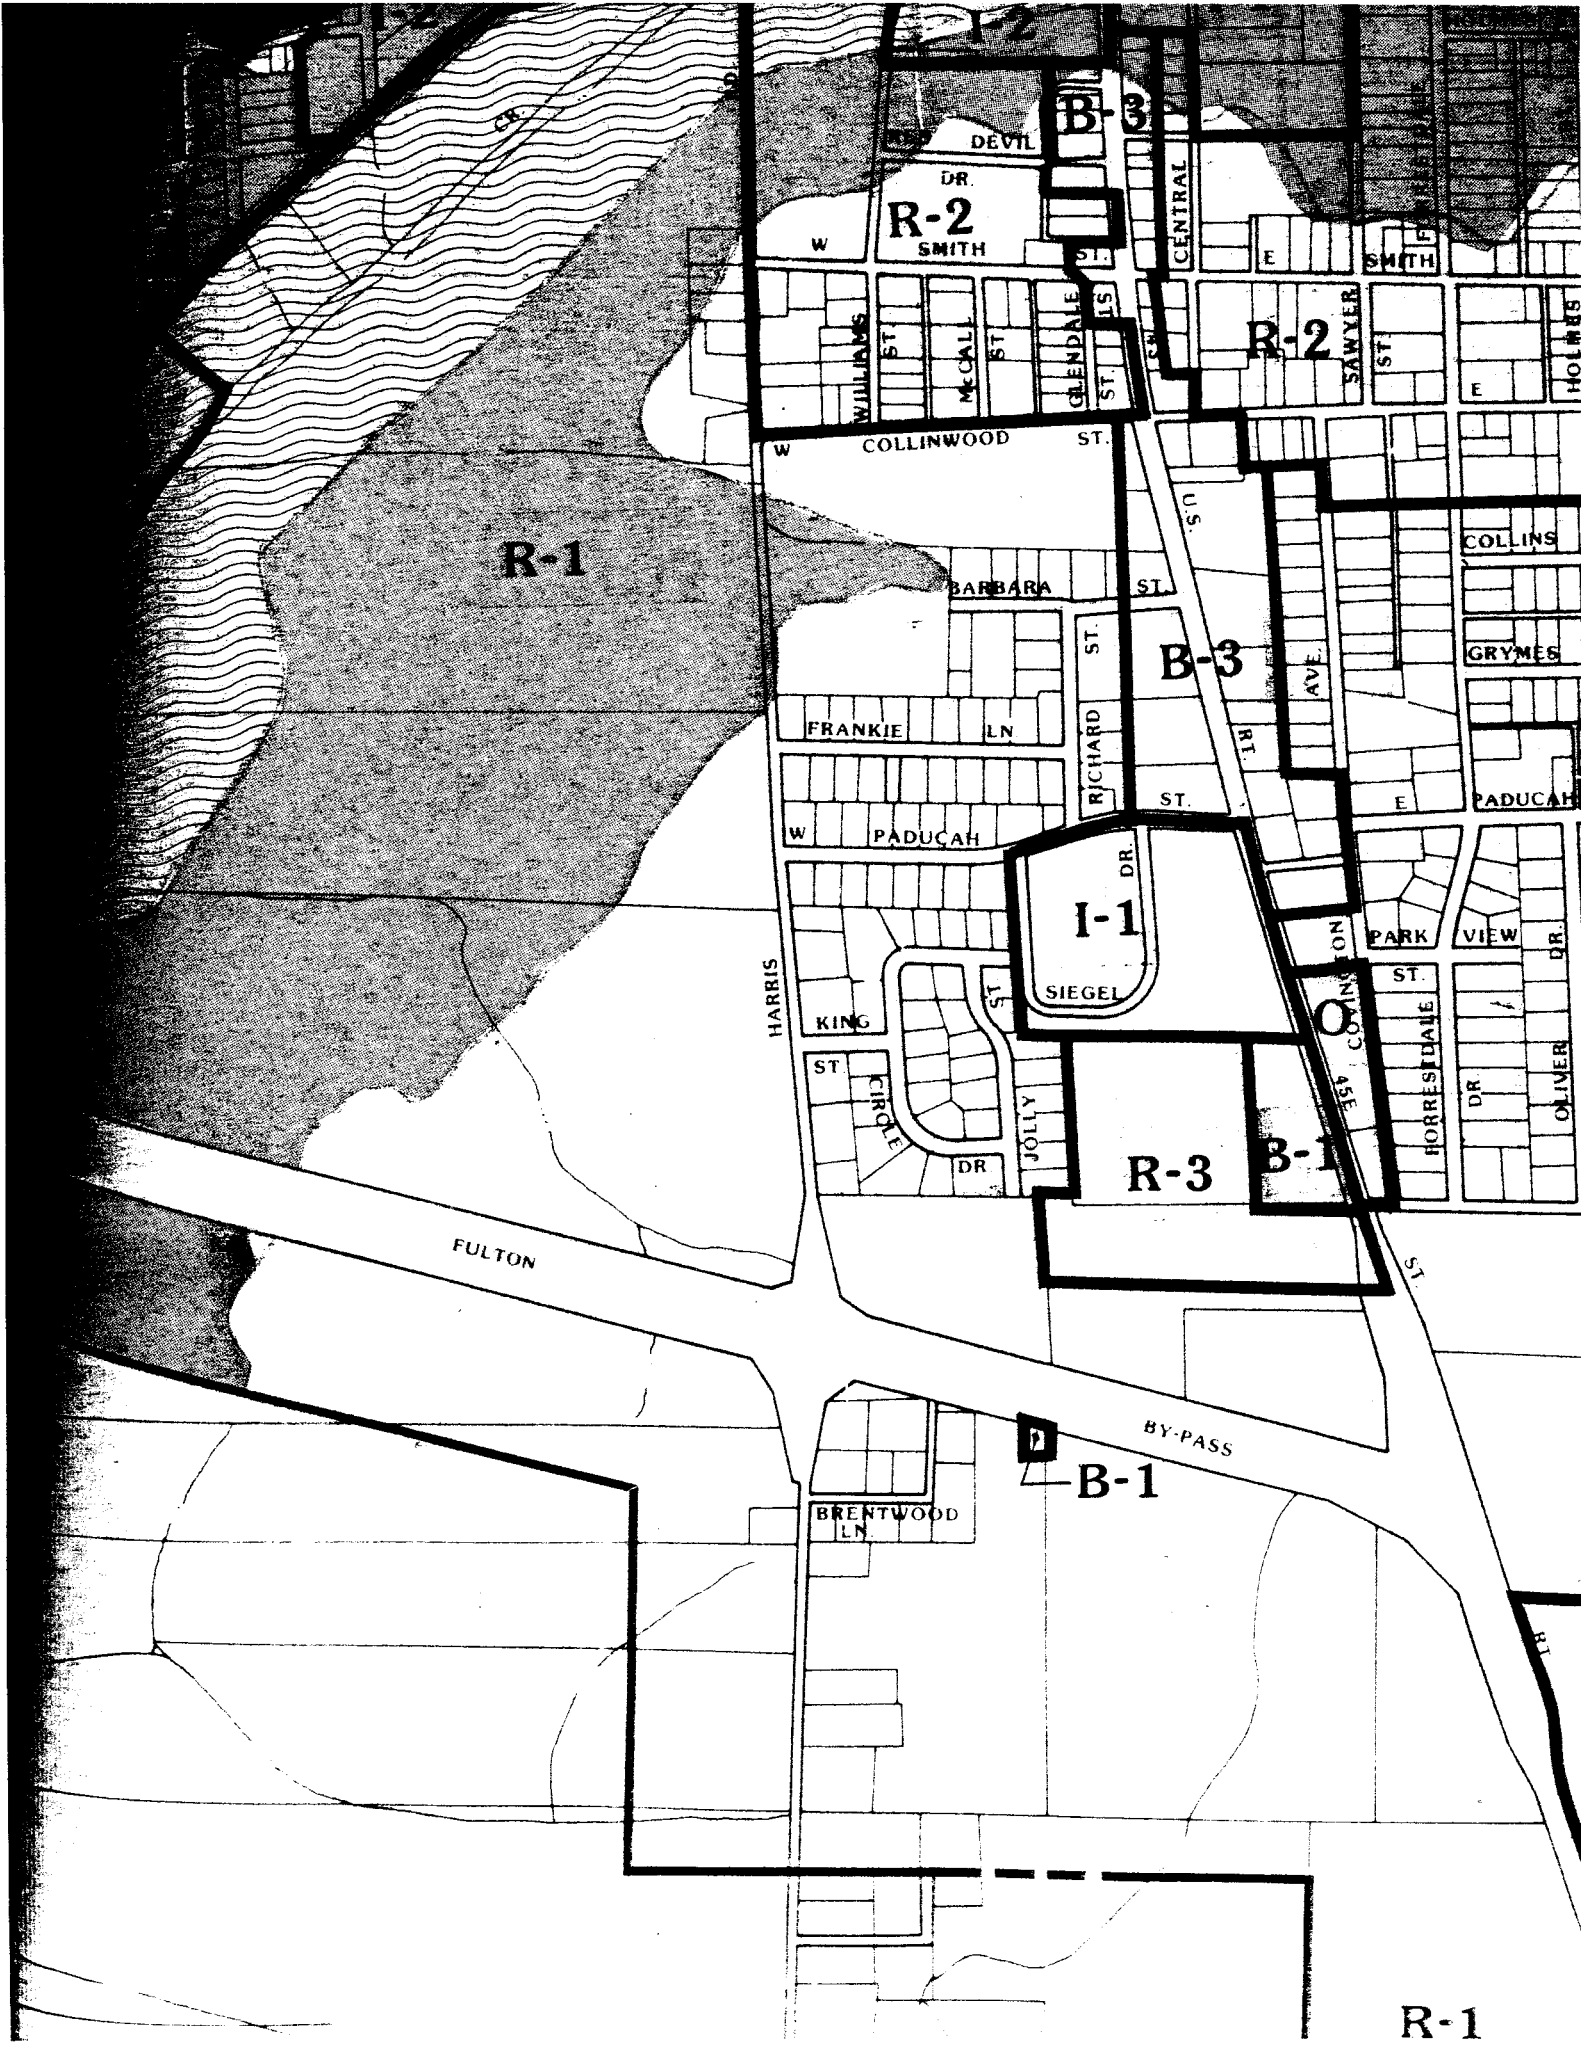 I-2
I-2
CR.
B-3
DEVIL
DR.
R-2
CENTRAL
W
SMITH
ST.
E
SMITH
WILLIAMS
ST.
McCALL
ST
GLENDALE
ST.
R-2
SAWYER
ST.
E
HOLMES
W
COLLINWOOD
ST.
U.S.
R-1
COLLINS
BARBARA
ST.
ST.
B-3
AVE.
GRYMES
FRANKIE
LN
RICHARD
RT.
ST.
E
PADUCAH
W
PADUCAH
DR.
I-1
PARK
VIEW
DR.
HARRIS
ST.
SIEGEL
ST.
O
COVINGTON
KING
ST.
CIRCLE
JOLLY
45E
FORRESTDALE
DR
OLIVER
DR
R-3
B-1
FULTON
ST.
BY-PASS
B-1
BRENTWOOD
LN.
RT
R-1